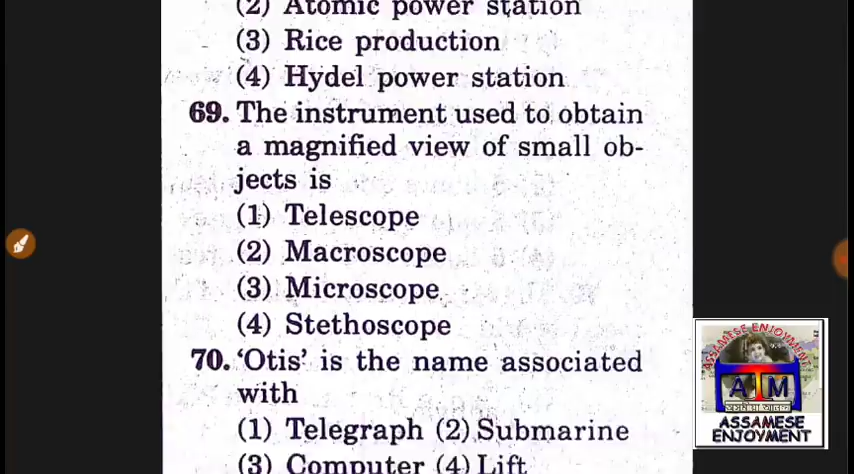 (2) Atomic power station
(3) Rice production
(4) Hydel power station
69. The instrument used to obtain
a magnified view of small ob-
jects is
(1) Telescope
(2) Macroscope
(3) Microscope
(4) Stethoscope
70. 'Otis' is the name associated
with
(1) Telegraph (2) Submarine
(3) Computer (4) Lift
ASSAMESE ENJOYMENT
ATM
ASSAMESE
ENJOYMENT